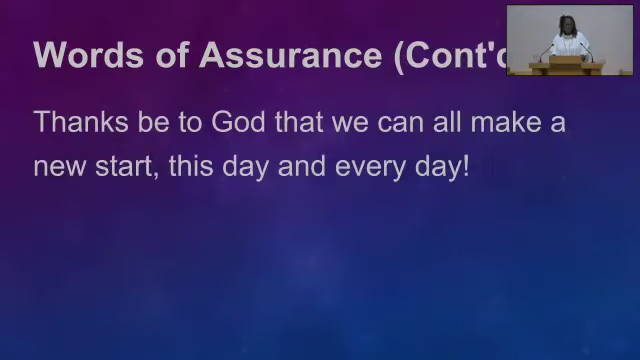 Words of Assurance (Cont'd
Thanks be to God that we can all make a
new start, this day and every day!